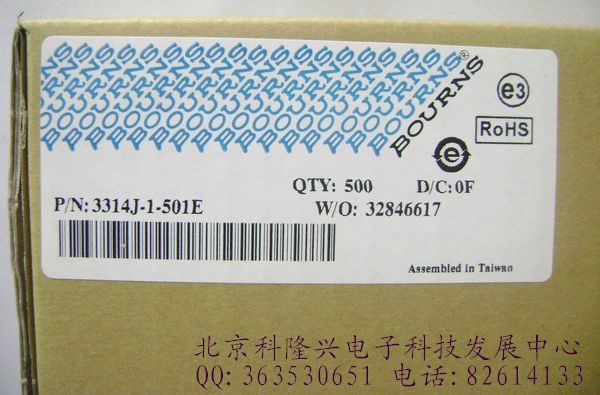 BOURNS®
e3
RoHS
e
QTY: 500 D/C: 0F
P/N: 3314J-1-501E W/O: 32846617
Assembled in Taiwan
北京科隆兴电子科技发展中心
QQ: 363530651 电话: 82614133